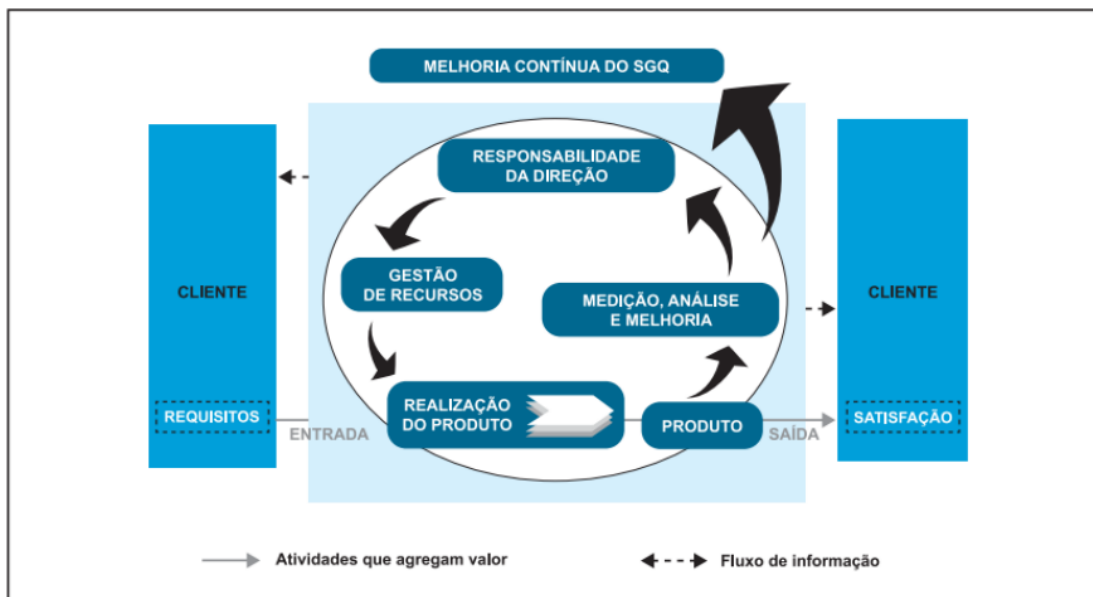 MELHORIA CONTÍNUA DO SGQ
RESPONSABILIDADE
DA DIREÇÃO
GESTÃO
DE RECURSOS
CLIENTE
MEDIÇÃO, ANÁLISE
E MELHORIA
CLIENTE
REQUISITOS
ENTRADA
REALIZAÇÃO
DO PRODUTO
PRODUTO
SAÍDA
SATISFAÇÃO
Atividades que agregam valor
Fluxo de informação